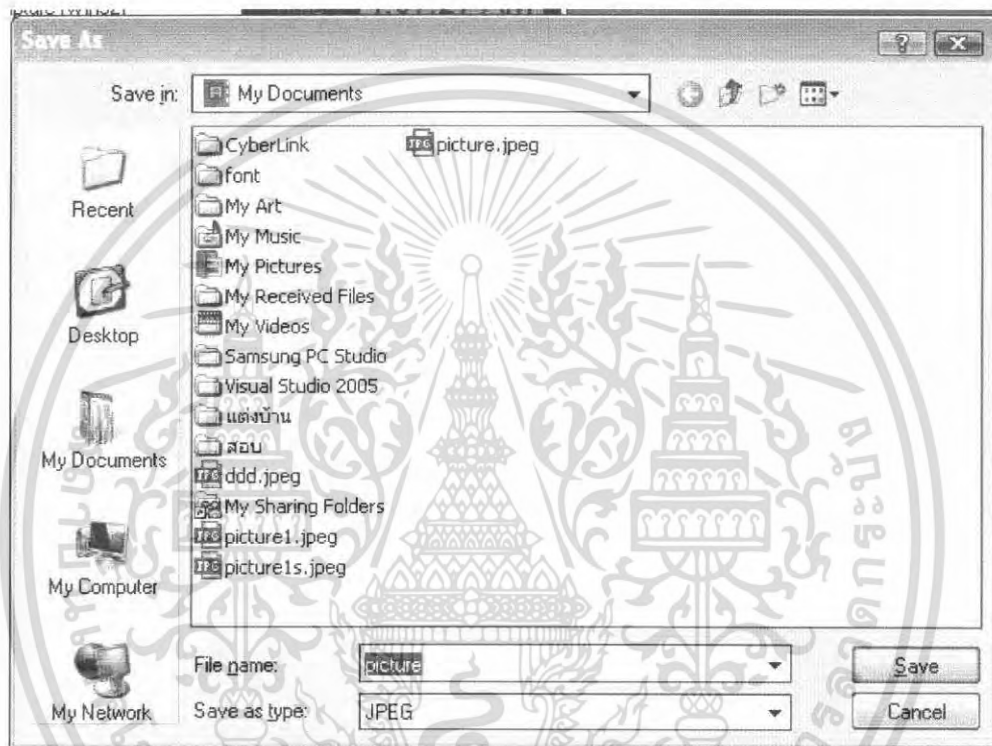 Save As
Save in:
My Documents
Recent
Desktop
My Documents
My Computer
My Network
CyberLink
font
My Art
My Music
My Pictures
My Received Files
My Videos
Samsung PC Studio
Visual Studio 2005
แต่งบ้าน
สอบ
ddd.jpeg
My Sharing Folders
picture1.jpeg
picture1s.jpeg
picture.jpeg
File name:
picture
Save
Save as type:
JPEG
Cancel